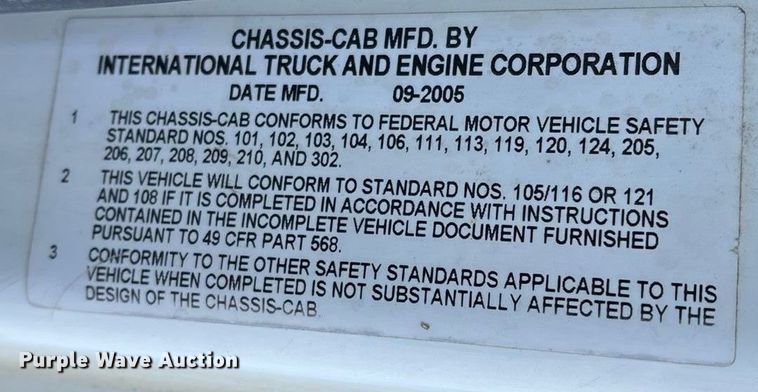 CHASSIS-CAB MFD. BY
INTERNATIONAL TRUCK AND ENGINE CORPORATION
DATE MFD. 09-2005
1 THIS CHASSIS-CAB CONFORMS TO FEDERAL MOTOR VEHICLE SAFETY
STANDARD NOS. 101, 102, 103, 104, 106, 111, 113, 119, 120, 124, 205,
206, 207, 208, 209, 210, AND 302.
2 THIS VEHICLE WILL CONFORM TO STANDARD NOS. 105/116 OR 121
AND 108 IF IT IS COMPLETED IN ACCORDANCE WITH INSTRUCTIONS
CONTAINED IN THE INCOMPLETE VEHICLE DOCUMENT FURNISHED
PURSUANT TO 49 CFR PART 568.
3 CONFORMITY TO THE OTHER SAFETY STANDARDS APPLICABLE TO THIS
VEHICLE WHEN COMPLETED IS NOT SUBSTANTIALLY AFFECTED BY THE
DESIGN OF THE CHASSIS-CAB.
Purple Wave Auction